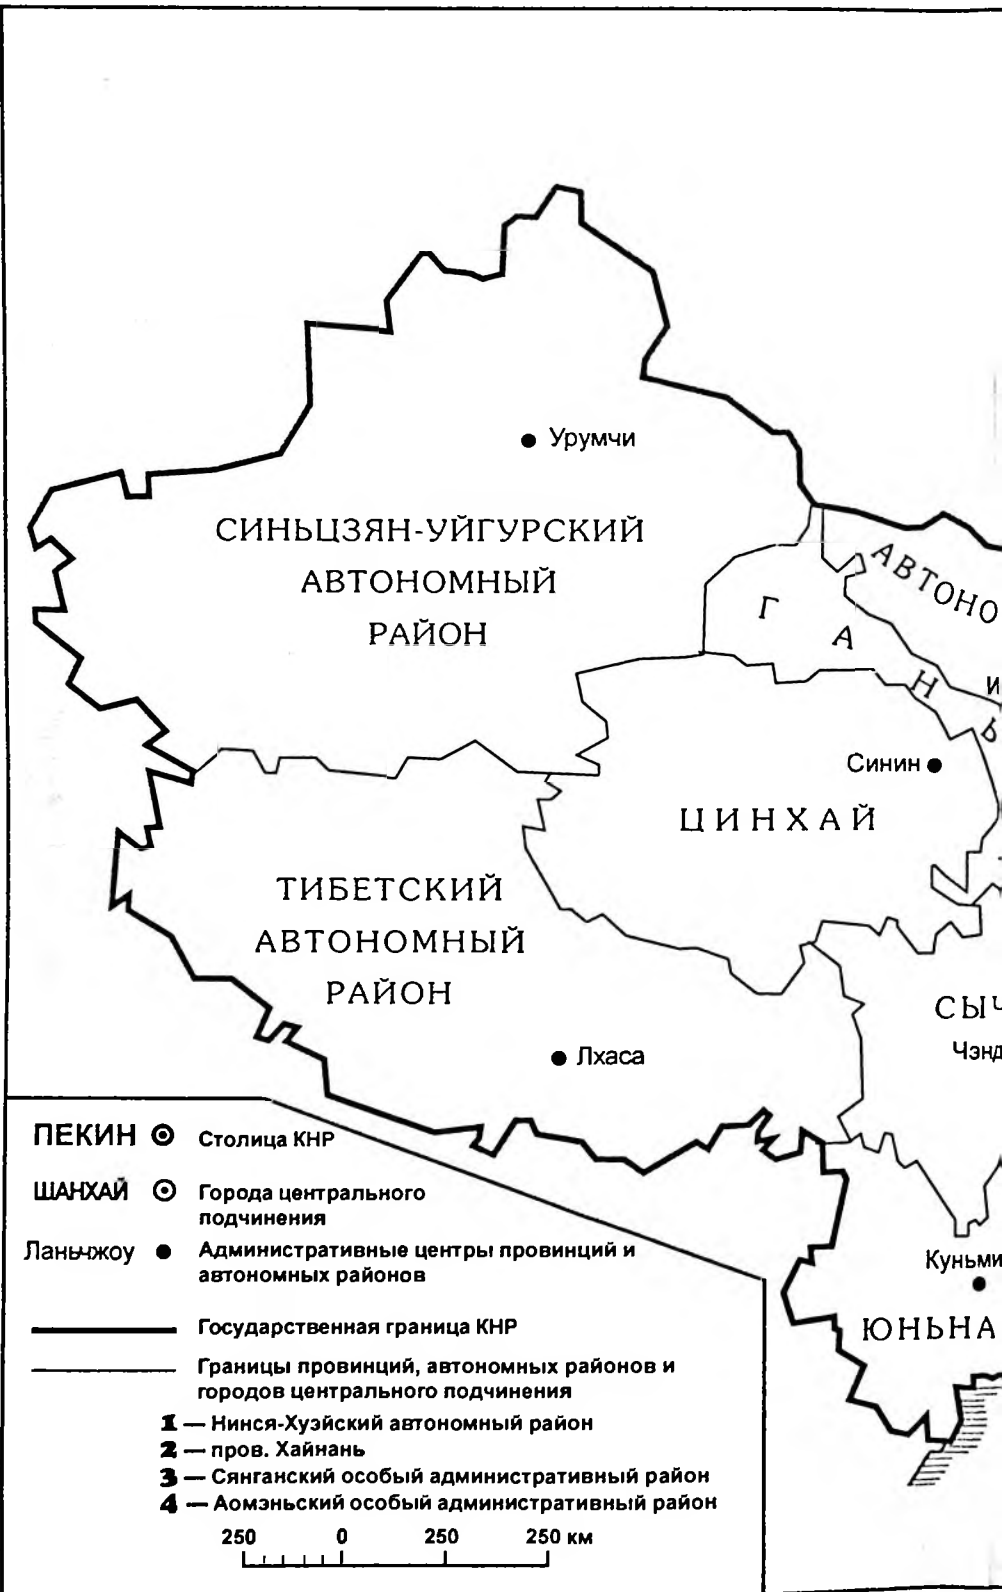 Урумчи
СИНЬЦЗЯН-УЙГУРСКИЙ
АВТОНОМНЫЙ
РАЙОН
АВТОНО
ГАНЬ
Синин
ЦИНХАЙ
ТИБЕТСКИЙ
АВТОНОМНЫЙ
РАЙОН
СЫЧ
Чэнд
Лхаса
Куньми
ЮНЬНА
ПЕКИН Столица КНР
ШАНХАЙ Города центрального
подчинения
Ланьчжоу Административные центры провинций и
автономных районов
Государственная граница КНР
Границы провинций, автономных районов и
городов центрального подчинения
1 — Нинся-Хуэйский автономный район
2 — пров. Хайнань
3 — Сянганский особый административный район
4 — Аомэньский особый административный район
250 0 250 250 км